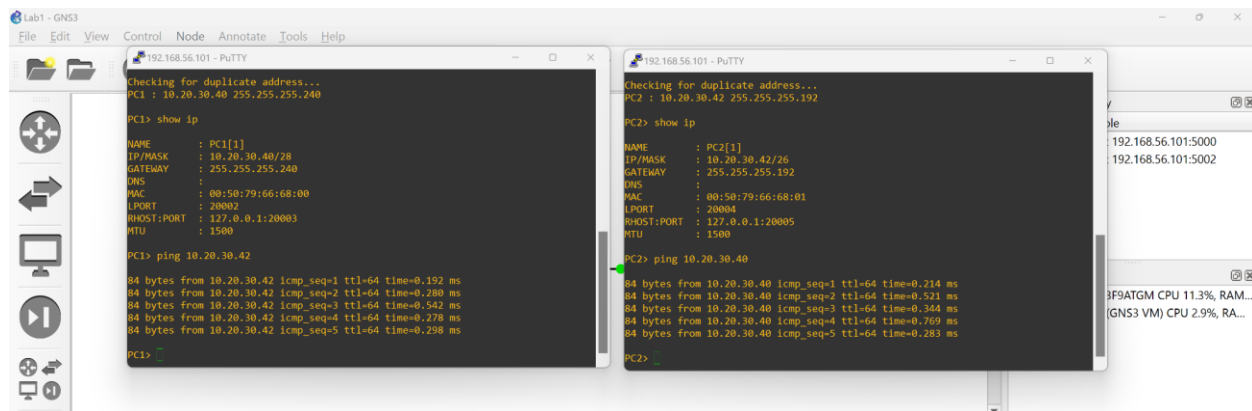 Lab1 - GNS3
File Edit View Control Node Annotate Tools Help
192.168.56.101 - PuTTY
Checking for duplicate address...
PC1 : 10.20.30.40 255.255.255.240
PC1> show ip
NAME : PC1[1]
IP/MASK : 10.20.30.40/28
GATEWAY : 255.255.255.240
DNS :
MAC : 00:50:79:66:68:00
LPORT : 20002
RHOST:PORT : 127.0.0.1:20003
MTU : 1500
PC1> ping 10.20.30.42
84 bytes from 10.20.30.42 icmp_seq=1 ttl=64 time=0.192 ms
84 bytes from 10.20.30.42 icmp_seq=2 ttl=64 time=0.280 ms
84 bytes from 10.20.30.42 icmp_seq=3 ttl=64 time=0.542 ms
84 bytes from 10.20.30.42 icmp_seq=4 ttl=64 time=0.278 ms
84 bytes from 10.20.30.42 icmp_seq=5 ttl=64 time=0.298 ms
PC1>
192.168.56.101 - PuTTY
Checking for duplicate address...
PC2 : 10.20.30.42 255.255.255.192
PC2> show ip
NAME : PC2[1]
IP/MASK : 10.20.30.42/26
GATEWAY : 255.255.255.192
DNS :
MAC : 00:50:79:66:68:01
LPORT : 20004
RHOST:PORT : 127.0.0.1:20005
MTU : 1500
PC2> ping 10.20.30.40
84 bytes from 10.20.30.40 icmp_seq=1 ttl=64 time=0.214 ms
84 bytes from 10.20.30.40 icmp_seq=2 ttl=64 time=0.521 ms
84 bytes from 10.20.30.40 icmp_seq=3 ttl=64 time=0.344 ms
84 bytes from 10.20.30.40 icmp_seq=4 ttl=64 time=0.769 ms
84 bytes from 10.20.30.40 icmp_seq=5 ttl=64 time=0.283 ms
PC2>
y
ole
: 192.168.56.101:5000
: 192.168.56.101:5002
3F9ATGM CPU 11.3%, RAM...
(GNS3 VM) CPU 2.9%, RA...